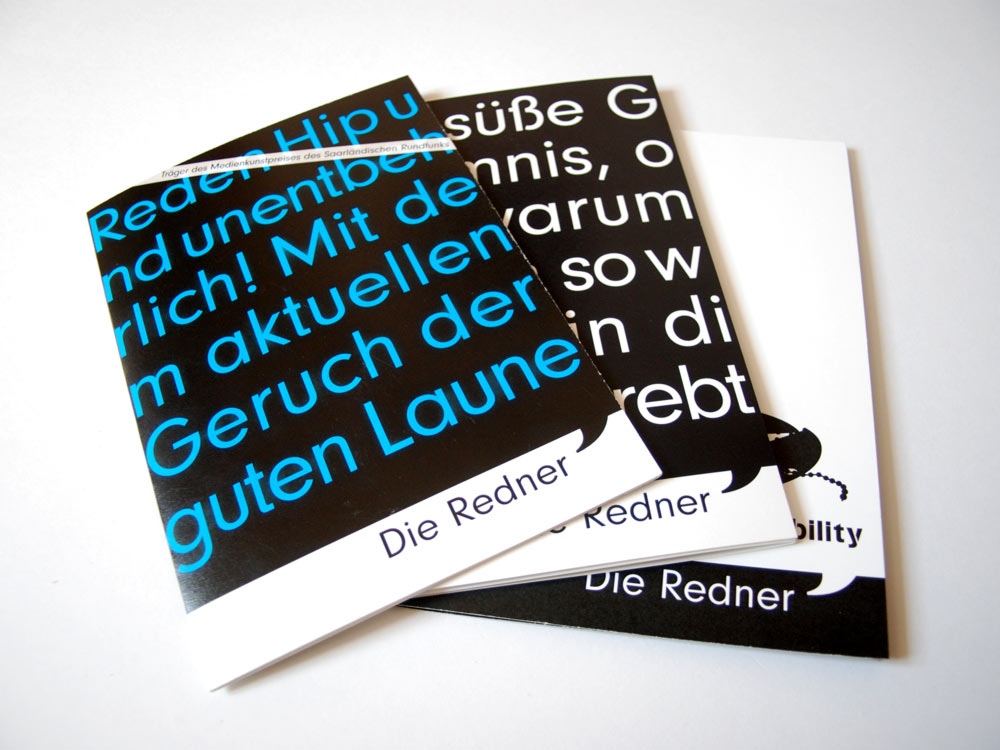 Reden Hip u
Träger des Medienkunstpreises des Saarländischen Rundfunks
nd unentbeh
rlich! Mit de
m aktuellen
Geruch der
guten Laune
Die Redner
süße G
nnis, o
warum
so w
in di
rebt
Redner
bility
Die Redner